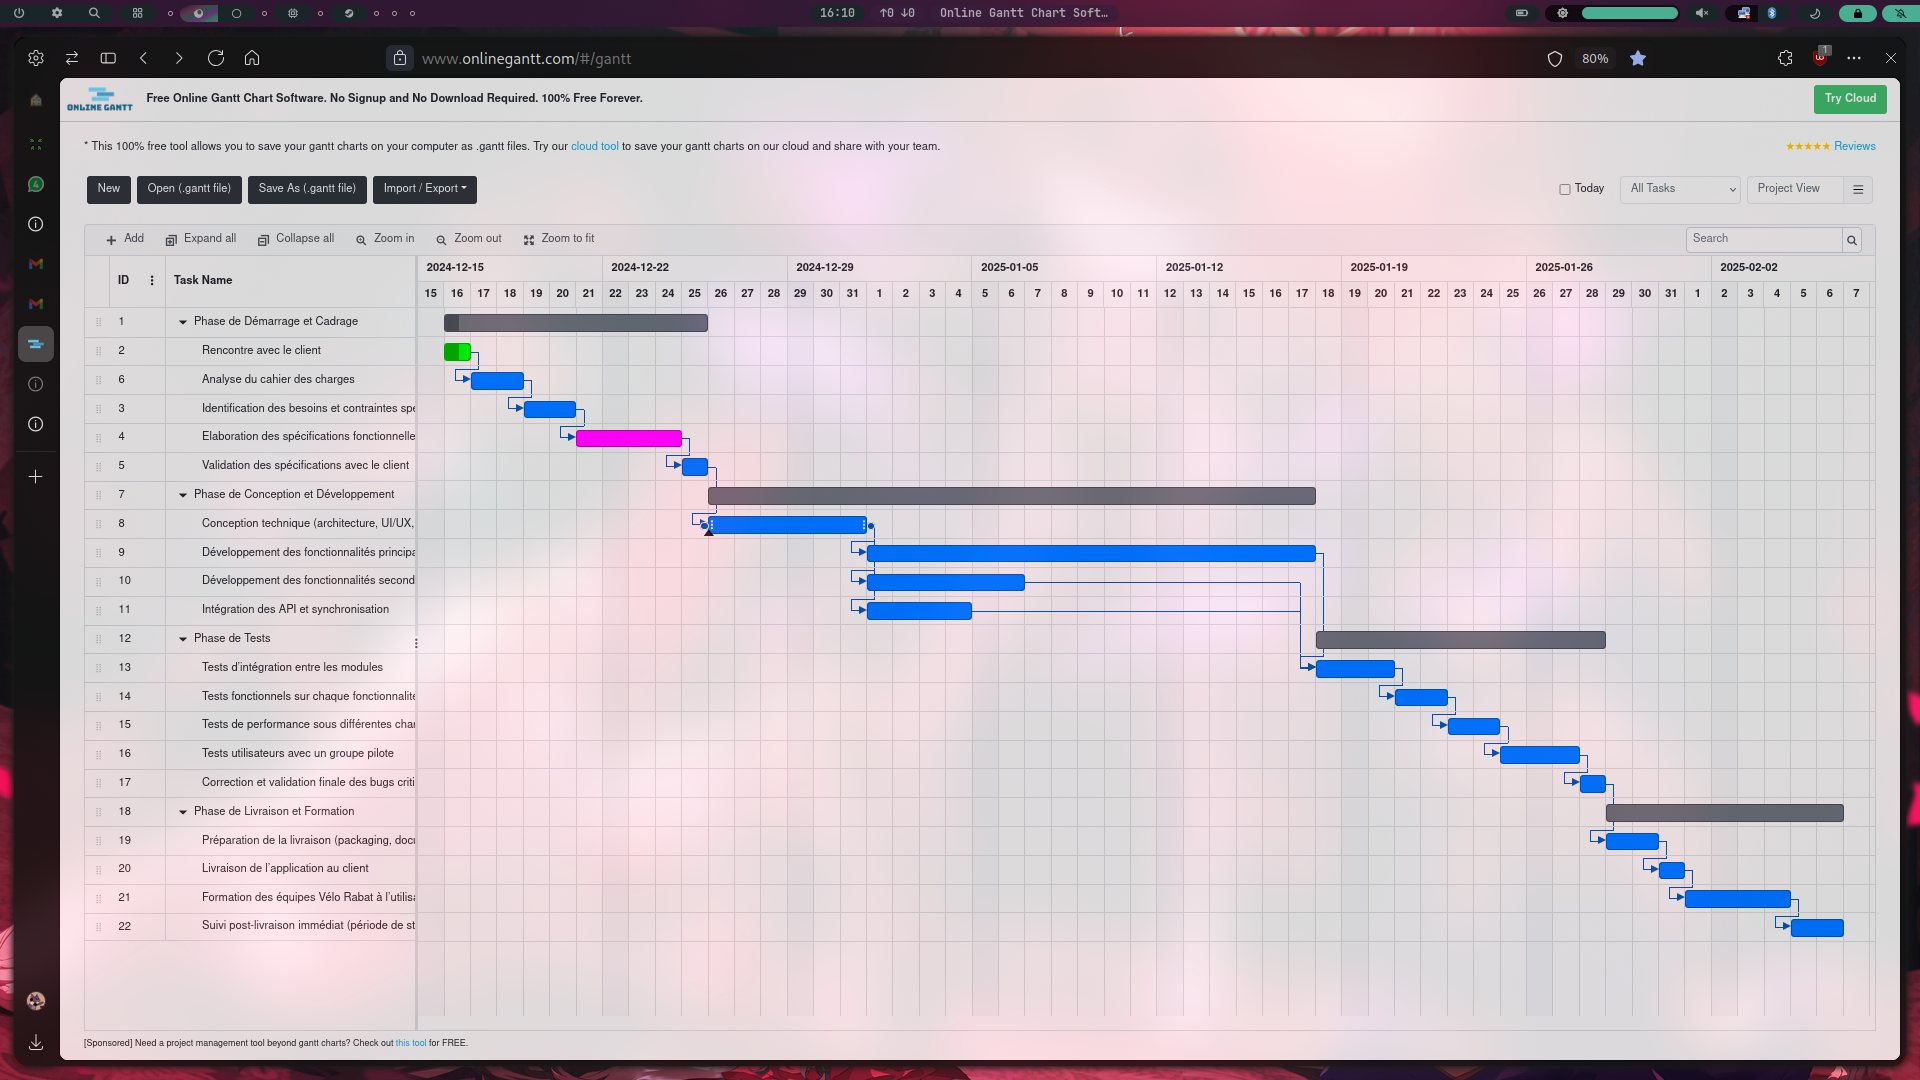 16:10 ↑0 ↓0 Online Gantt Chart Soft…
www.onlinegantt.com/#/gantt 80% 1
4
ONLINE GANTT Free Online Gantt Chart Software. No Signup and No Download Required. 100% Free Forever. Try Cloud
* This 100% free tool allows you to save your gantt charts on your computer as .gantt files. Try our cloud tool to save your gantt charts on our cloud and share with your team. ★★★★★ Reviews
New Open (.gantt file) Save As (.gantt file) Import / Export Today All Tasks Project View
Add Expand all Collapse all Zoom in Zoom out Zoom to fit Search
ID Task Name 2024-12-15 2024-12-22 2024-12-29 2025-01-05 2025-01-12 2025-01-19 2025-01-26 2025-02-02
15 16 17 18 19 20 21 22 23 24 25 26 27 28 29 30 31 1 2 3 4 5 6 7 8 9 10 11 12 13 14 15 16 17 18 19 20 21 22 23 24 25 26 27 28 29 30 31 1 2 3 4 5 6 7
1 Phase de Démarrage et Cadrage
2 Rencontre avec le client
6 Analyse du cahier des charges
3 Identification des besoins et contraintes spé
4 Elaboration des spécifications fonctionnelle
5 Validation des spécifications avec le client
7 Phase de Conception et Développement
8 Conception technique (architecture, UI/UX,
9 Développement des fonctionnalités principa
10 Développement des fonctionnalités second
11 Intégration des API et synchronisation
12 Phase de Tests
13 Tests d'intégration entre les modules
14 Tests fonctionnels sur chaque fonctionnalité
15 Tests de performance sous différentes char
16 Tests utilisateurs avec un groupe pilote
17 Correction et validation finale des bugs criti
18 Phase de Livraison et Formation
19 Préparation de la livraison (packaging, docu
20 Livraison de l'application au client
21 Formation des équipes Vélo Rabat à l'utilisa
22 Suivi post-livraison immédiat (période de st
[Sponsored] Need a project management tool beyond gantt charts? Check out this tool for FREE.